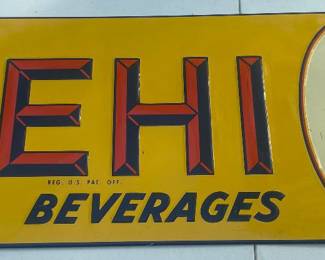 EHI
REG. U.S. PAT. OFF.
BEVERAGES